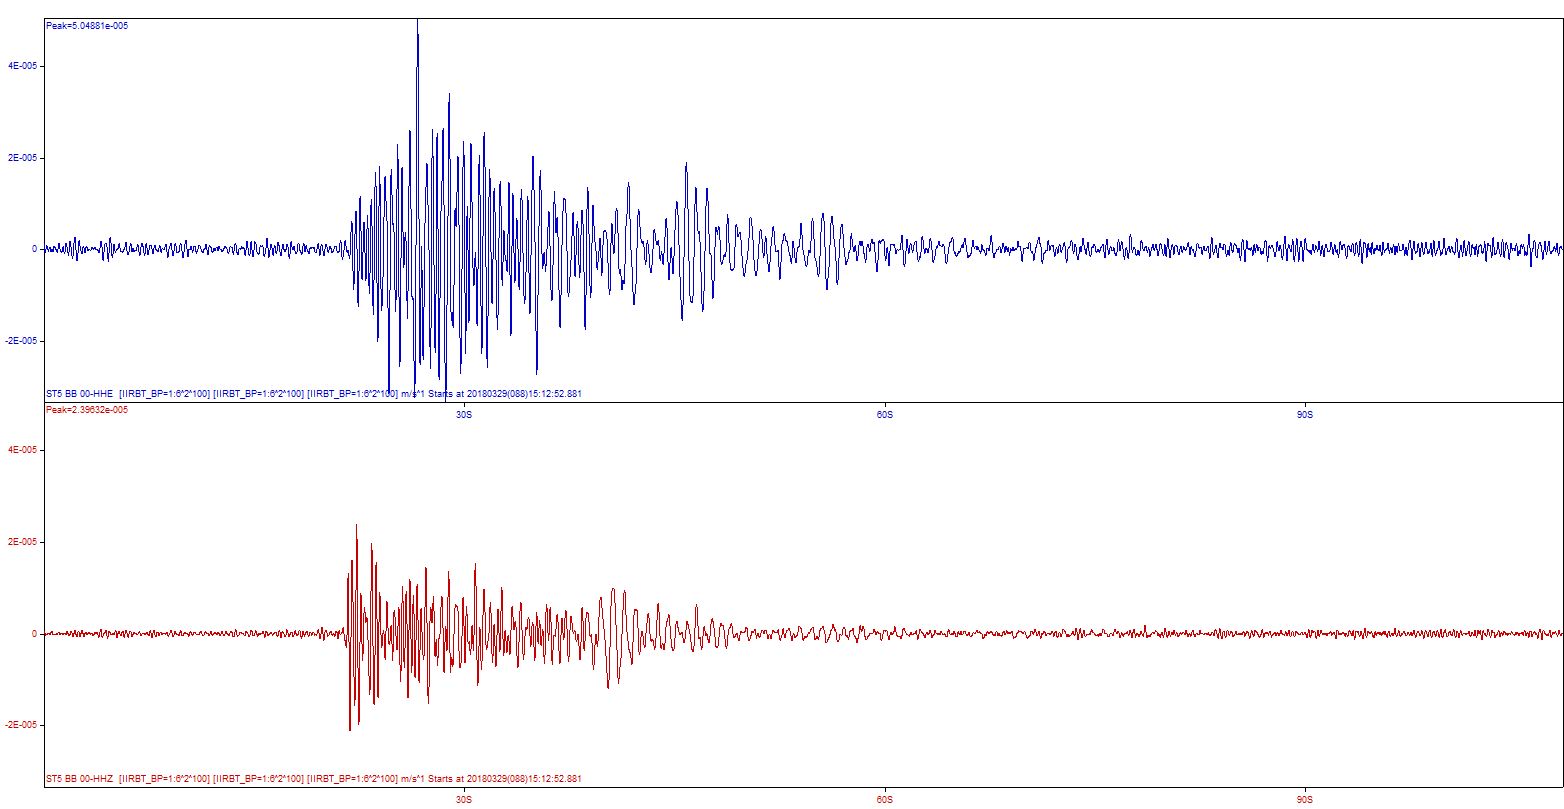 Peak=5.04881e-005
4E-005
2E-005
0
-2E-005
ST5 BB 00-HHE [IIRBT_BP=1:6^2^100] [IIRBT_BP=1:6^2^100] [IIRBT_BP=1:6^2^100] m/s^1 Starts at 20180329(088)15:12:52.881
30S 60S 90S
Peak=2.39632e-005
4E-005
2E-005
0
-2E-005
ST5 BB 00-HHZ [IIRBT_BP=1:6^2^100] [IIRBT_BP=1:6^2^100] [IIRBT_BP=1:6^2^100] m/s^1 Starts at 20180329(088)15:12:52.881
30S 60S 90S